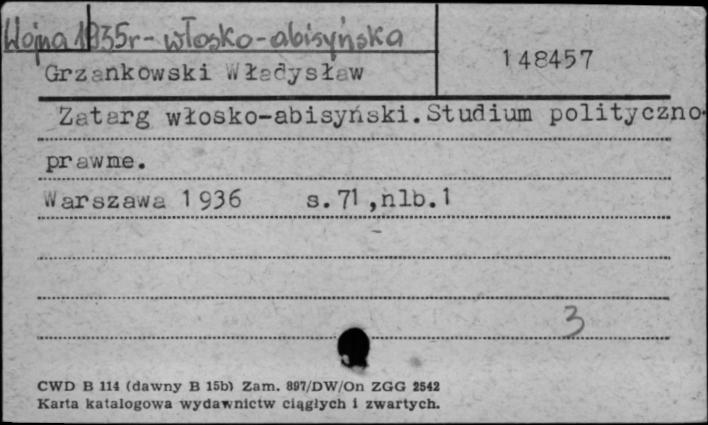 Wojna 1935r - włosko-abisyńska
148457
Grzankowski Władysław
Zatarg włosko-abisyński. Studium polityczno-
prawne.
Warszawa 1936 s.71,nlb.1
3
CWD B 114 (dawny B 15b) Zam. 897/DW/On ZGG 2542
Karta katalogowa wydawnictw ciągłych i zwartych.